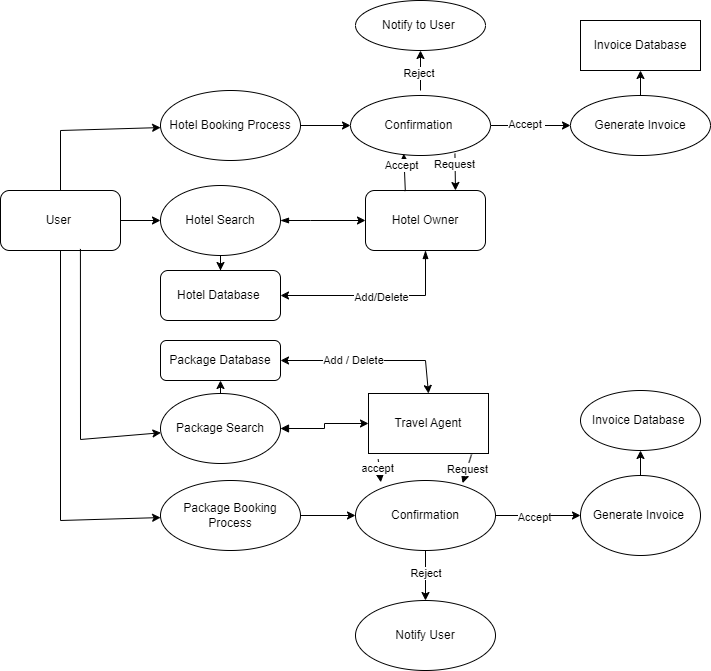 Notify to User
Invoice Database
Reject
Hotel Booking Process
Confirmation
Accept
Generate Invoice
Accept
Request
User
Hotel Search
Hotel Owner
Hotel Database
Add/Delete
Package Database
Add / Delete
Package Search
Travel Agent
Invoice Database
accept
Request
Package Booking
Process
Confirmation
Accept
Generate Invoice
Reject
Notify User